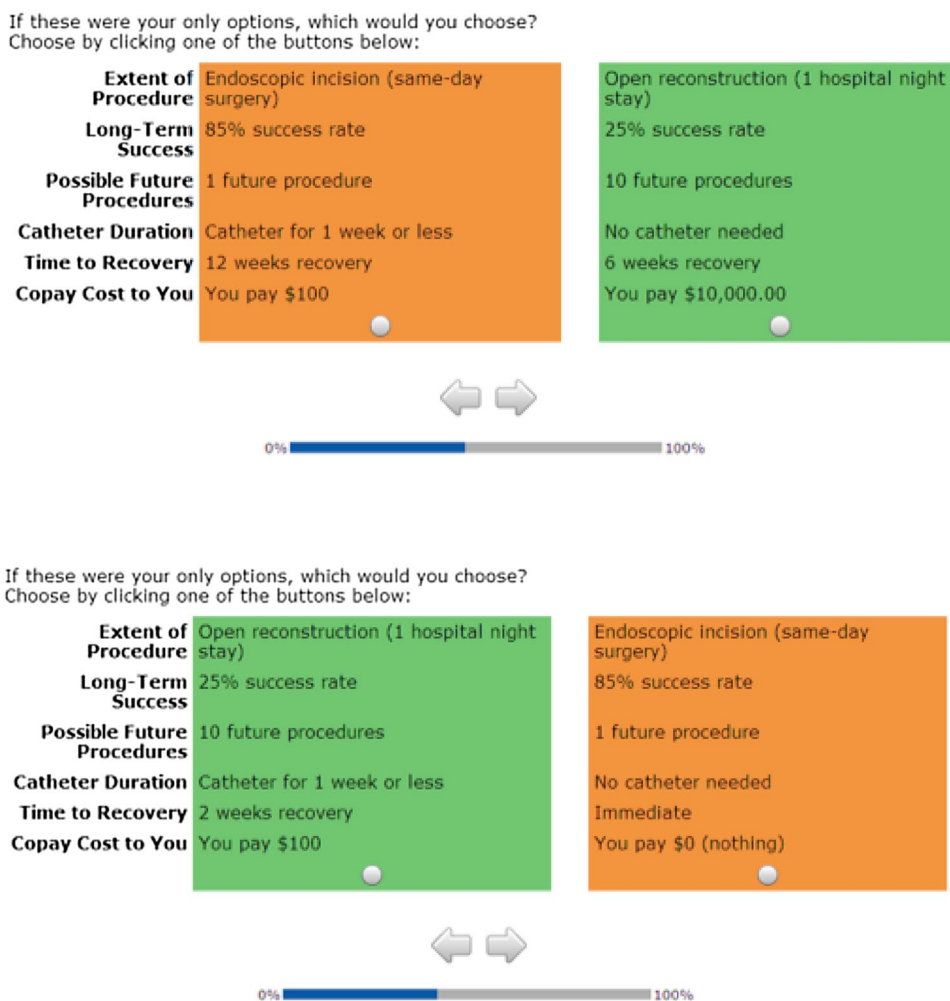 If these were your only options, which would you choose?
Choose by clicking one of the buttons below:
Extent of Procedure Endoscopic incision (same-day surgery) Open reconstruction (1 hospital night stay)
Long-Term Success 85% success rate 25% success rate
Possible Future Procedures 1 future procedure 10 future procedures
Catheter Duration Catheter for 1 week or less No catheter needed
Time to Recovery 12 weeks recovery 6 weeks recovery
Copay Cost to You You pay $100 You pay $10,000.00
0% 100%
If these were your only options, which would you choose?
Choose by clicking one of the buttons below:
Extent of Procedure Open reconstruction (1 hospital night stay) Endoscopic incision (same-day surgery)
Long-Term Success 25% success rate 85% success rate
Possible Future Procedures 10 future procedures 1 future procedure
Catheter Duration Catheter for 1 week or less No catheter needed
Time to Recovery 2 weeks recovery Immediate
Copay Cost to You You pay $100 You pay $0 (nothing)
0% 100%